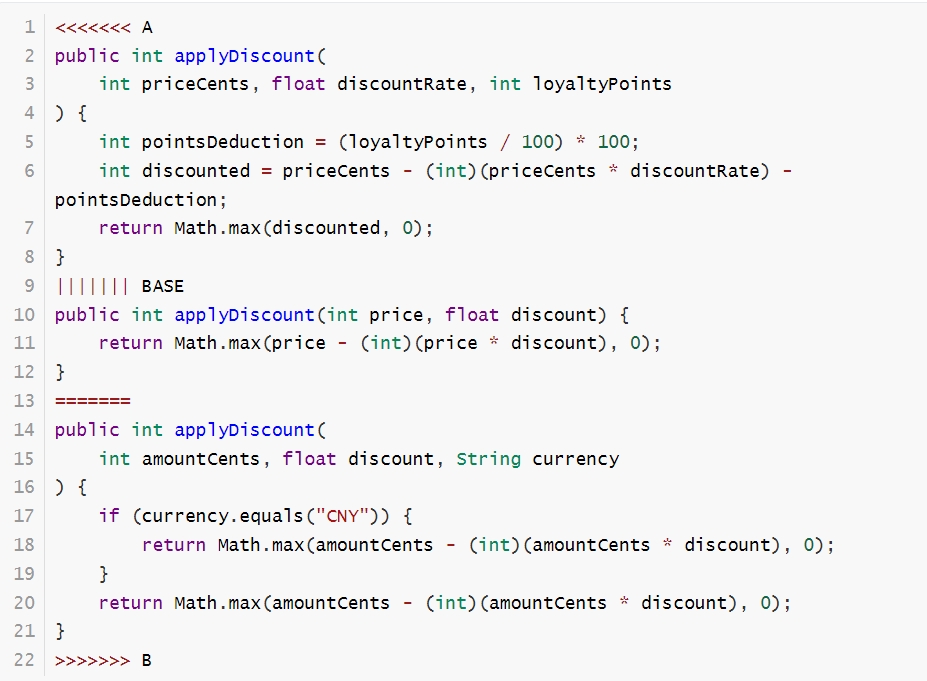 1 <<<<<<< A
2 public int applyDiscount(
3     int priceCents, float discountRate, int loyaltyPoints
4 ) {
5     int pointsDeduction = (loyaltyPoints / 100) * 100;
6     int discounted = priceCents - (int)(priceCents * discountRate) -
pointsDeduction;
7     return Math.max(discounted, 0);
8 }
9 ||||||| BASE
10 public int applyDiscount(int price, float discount) {
11     return Math.max(price - (int)(price * discount), 0);
12 }
13 =======
14 public int applyDiscount(
15     int amountCents, float discount, String currency
16 ) {
17     if (currency.equals("CNY")) {
18         return Math.max(amountCents - (int)(amountCents * discount), 0);
19     }
20     return Math.max(amountCents - (int)(amountCents * discount), 0);
21 }
22 >>>>>>> B